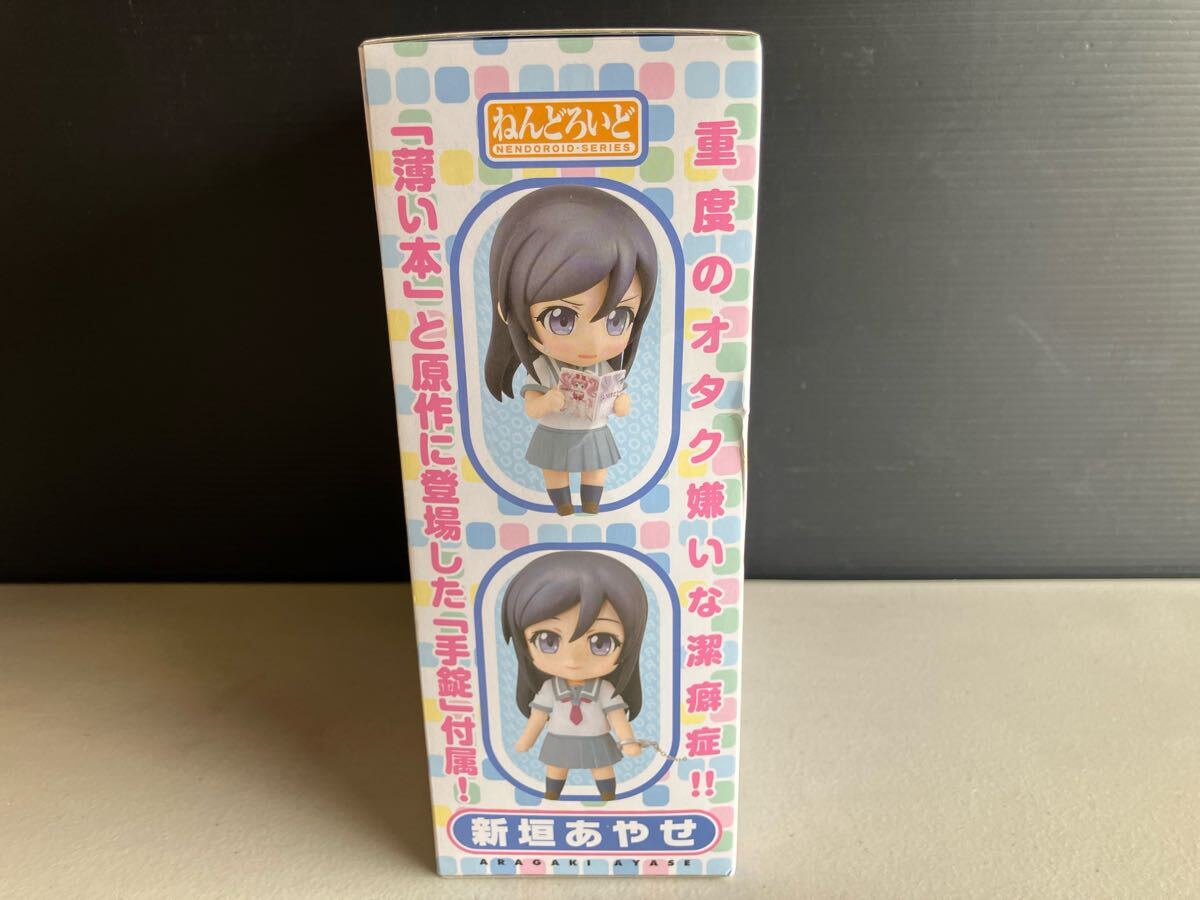 ねんどろいど
NENDOROID·SERIES
重度のオタク嫌いな潔癖症!!
「薄い本」と原作に登場した「手錠」付属!
新垣あやせ
ARAGAKI AYASE